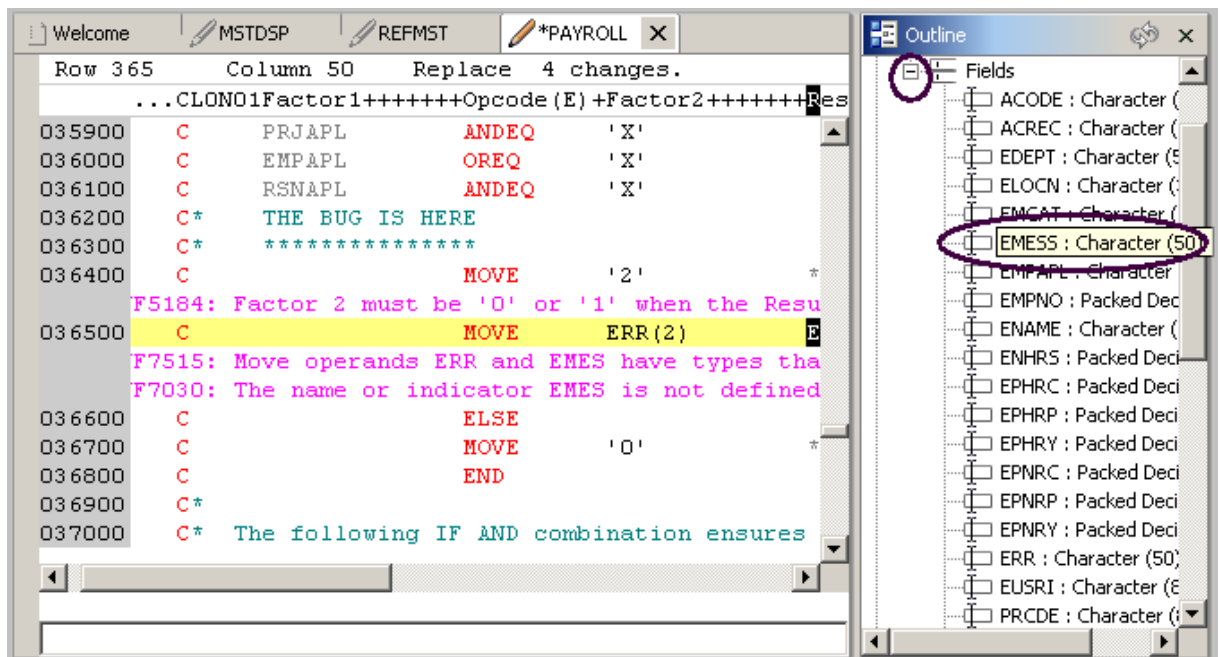 Welcome MSTDSP REFMST *PAYROLL
Row 365 Column 50 Replace 4 changes.
...CL0N01Factor1+++++++Opcode(E)+Factor2+++++++Res
035900 C PRJAPL ANDEQ 'X'
036000 C EMPAPL OREQ 'X'
036100 C RSNAPL ANDEQ 'X'
036200 C* THE BUG IS HERE
036300 C* ***************
036400 C MOVE '2' *
F5184: Factor 2 must be '0' or '1' when the Resu
036500 C MOVE ERR(2) E
F7515: Move operands ERR and EMES have types tha
F7030: The name or indicator EMES is not defined
036600 C ELSE
036700 C MOVE '0' *
036800 C END
036900 C*
037000 C* The following IF AND combination ensures
Outline
Fields
ACODE : Character (
ACREC : Character (
EDEPT : Character (5
ELOCN : Character (
EMCAT : Character (
EMESS : Character (50)
EMPAPL : Character
EMPNO : Packed Dec
ENAME : Character (
ENHRS : Packed Deci
EPHRC : Packed Deci
EPHRP : Packed Deci
EPHRY : Packed Deci
EPNRC : Packed Deci
EPNRP : Packed Deci
EPNRY : Packed Deci
ERR : Character (50)
EUSRI : Character (8
PRCDE : Character (